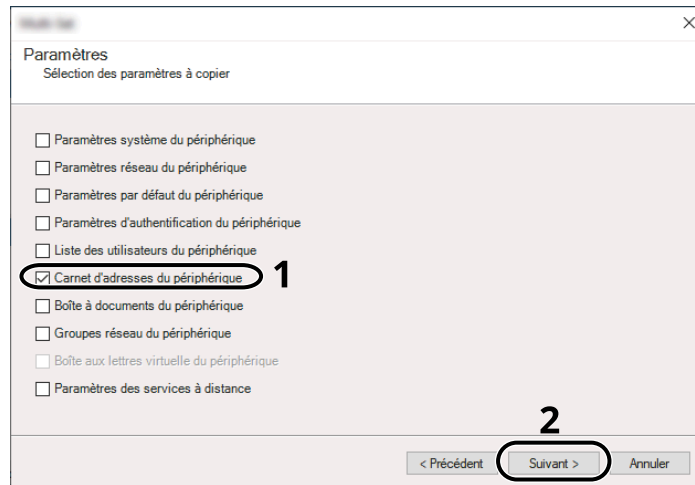 Paramètres
Sélection des paramètres à copier
Paramètres système du périphérique
Paramètres réseau du périphérique
Paramètres par défaut du périphérique
Paramètres d'authentification du périphérique
Liste des utilisateurs du périphérique
Carnet d'adresses du périphérique 1
Boîte à documents du périphérique
Groupes réseau du périphérique
Boîte aux lettres virtuelle du périphérique
Paramètres des services à distance
2
< Précédent Suivant > Annuler